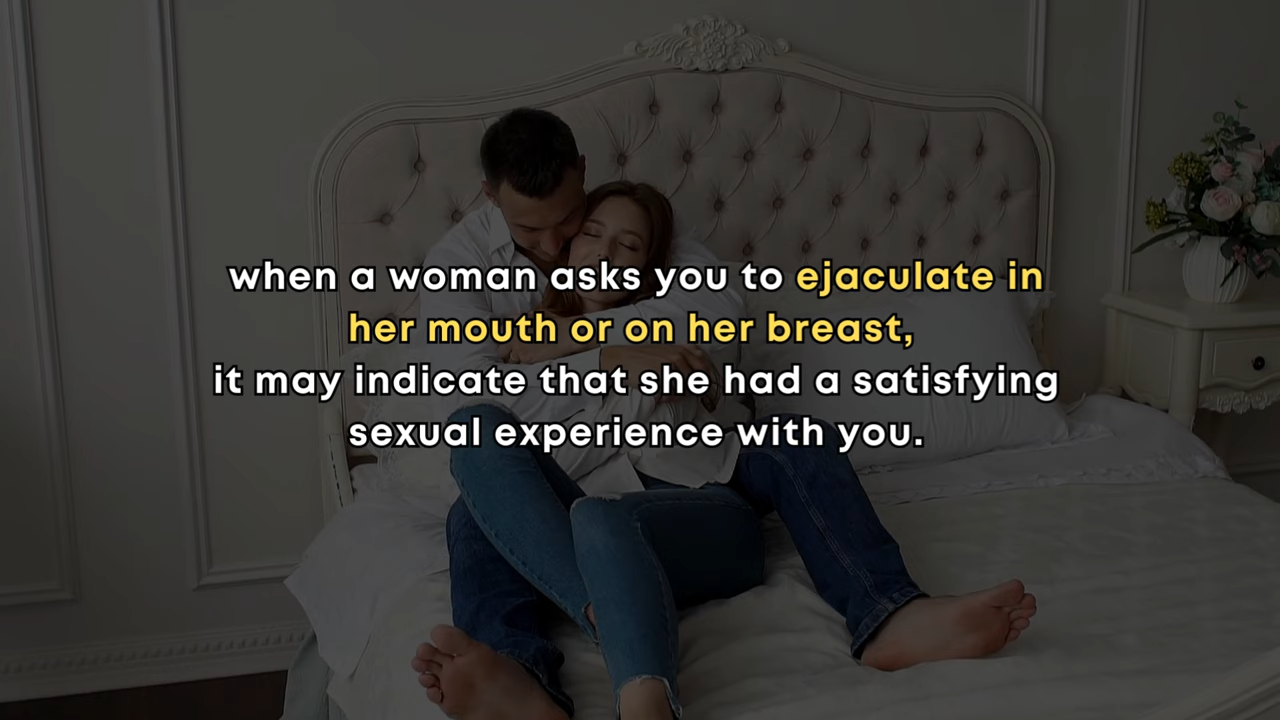 when a woman asks you to ejaculate in
her mouth or on her breast,
it may indicate that she had a satisfying
sexual experience with you.